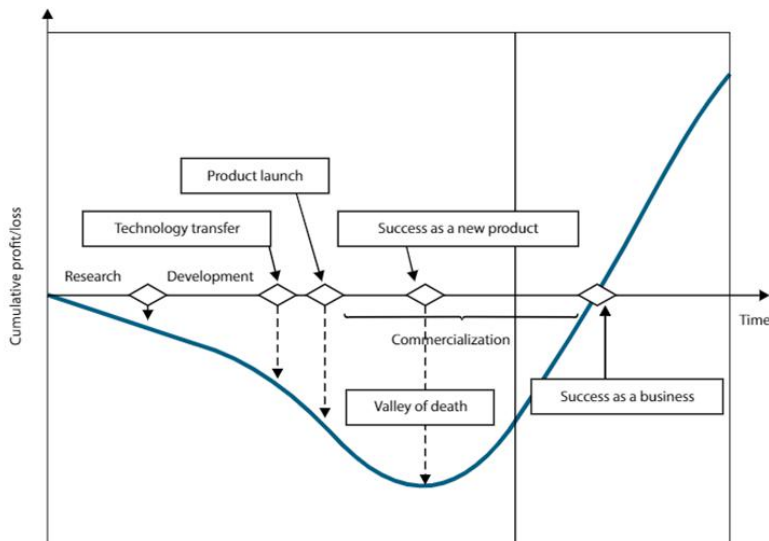 Product launch
Technology transfer
Success as a new product
Cumulative profit/loss
Research
Development
Time
Commercialization
Valley of death
Success as a business